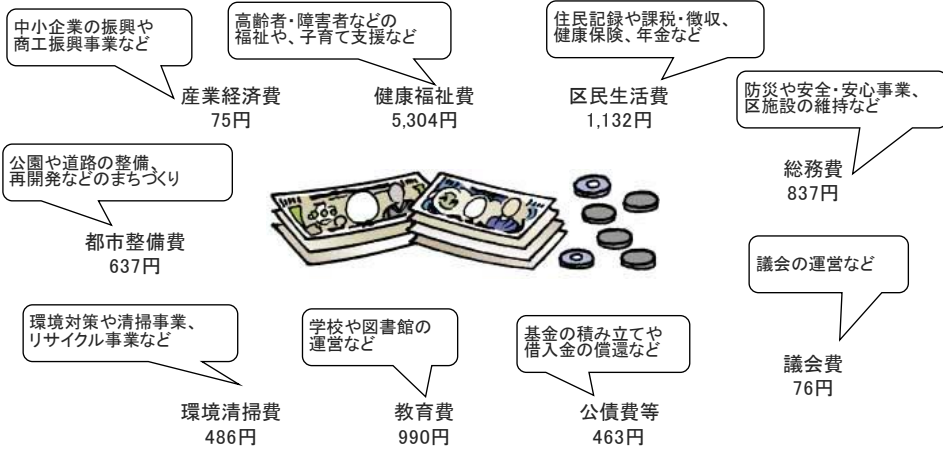 中小企業の振興や
商工振興事業など
産業経済費
75円
高齢者・障害者などの
福祉や、子育て支援など
健康福祉費
5,304円
住民記録や課税・徴収、
健康保険、年金など
区民生活費
1,132円
防災や安全・安心事業、
区施設の維持など
総務費
837円
公園や道路の整備、
再開発などのまちづくり
都市整備費
637円
議会の運営など
議会費
76円
環境対策や清掃事業、
リサイクル事業など
環境清掃費
486円
学校や図書館の
運営など
教育費
990円
基金の積み立てや
借入金の償還など
公債費等
463円